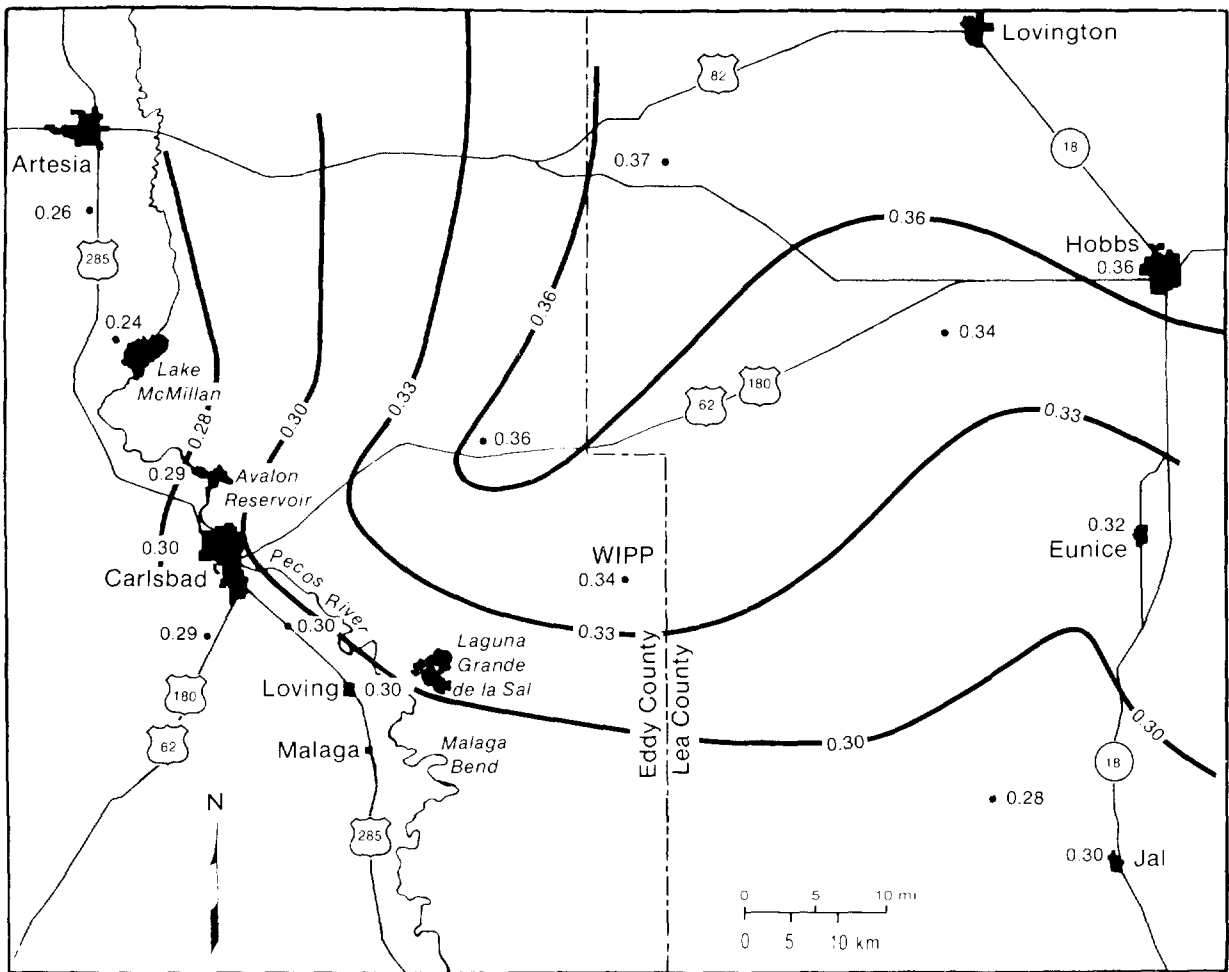 Lovington
82
18
Artesia
0.37
0.26
0.36
Hobbs
0.36
285
0.36
0.24
0.34
Lake
McMillan
180
62
0.28
0.30
0.33
0.33
0.36
0.29
Avalon
Reservoir
0.32
Eunice
0.30
Carlsbad
WIPP
0.34
Pecos River
0.30
0.33
0.29
Laguna
Grande
de la Sal
180
Loving
0.30
Eddy County
Lea County
62
Malaga
Malaga
Bend
0.30
0.30
18
N
0.28
285
0.30
Jal
0 5 10 mi
0 5 10 km